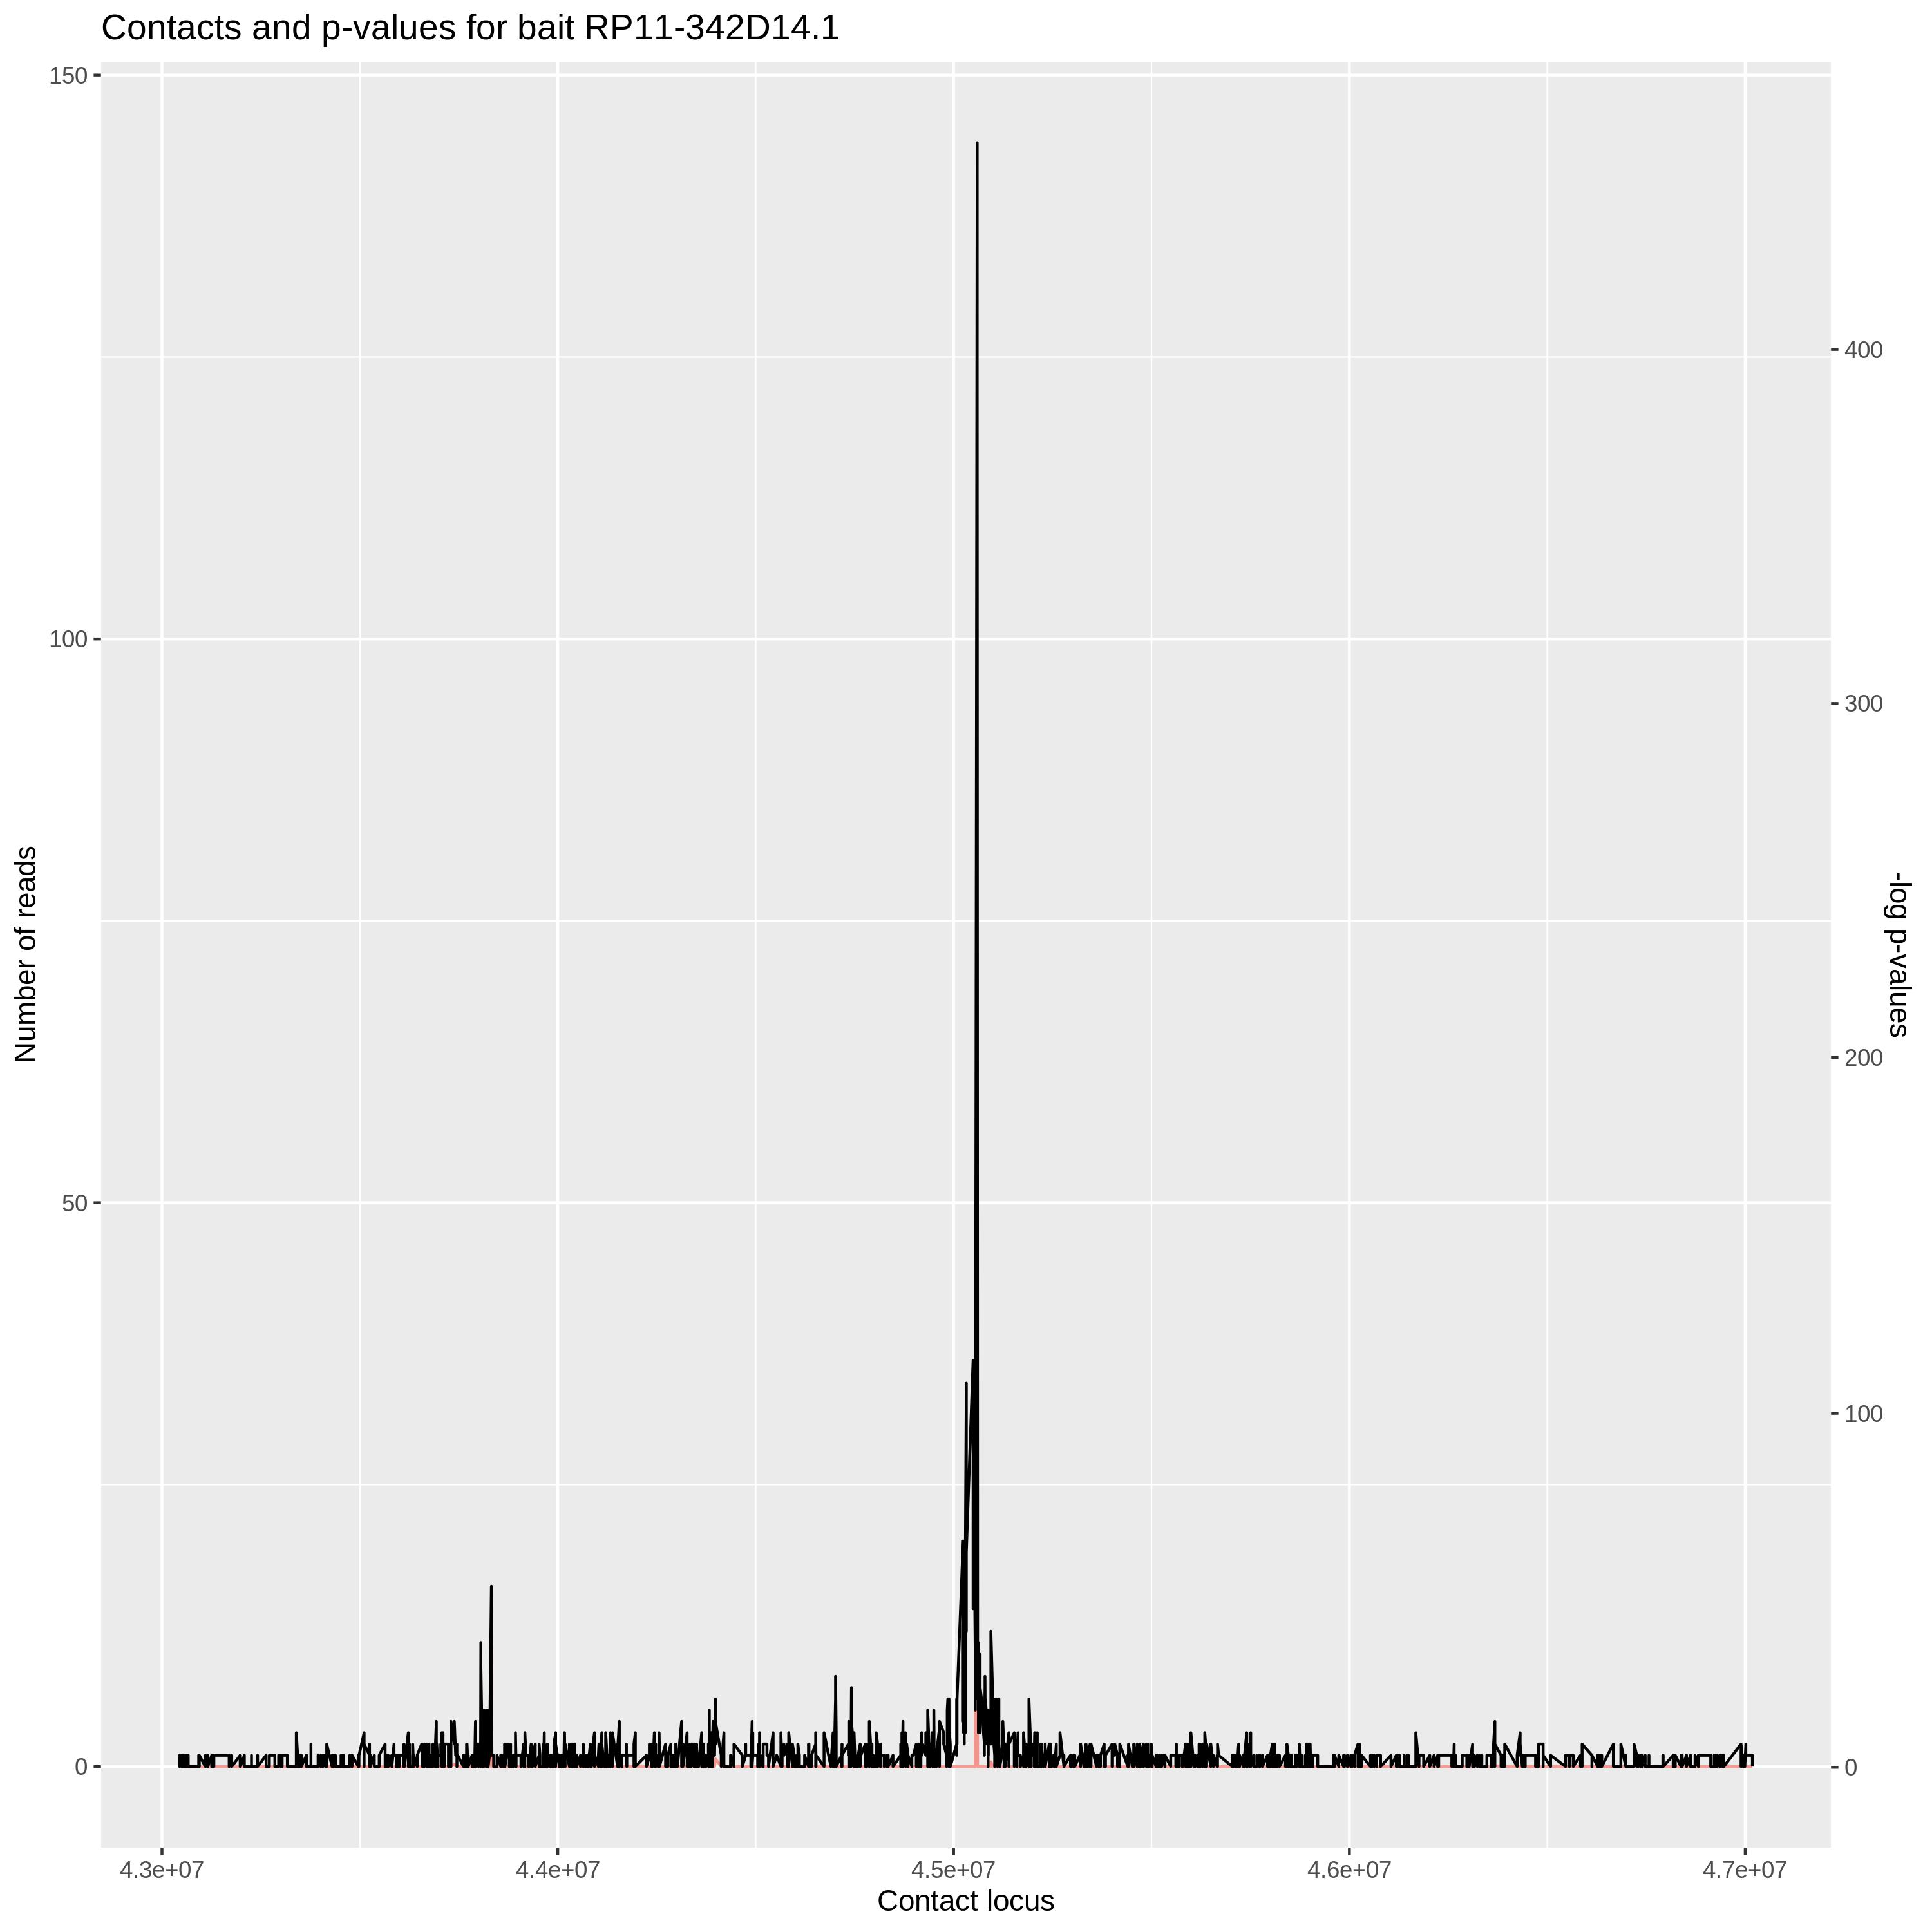 Contacts and p-values for bait RP11-342D14.1
150
100
50
0
Number of reads
400
300
200
100
0
-log p-values
4.3e+07
4.4e+07
4.5e+07
4.6e+07
4.7e+07
Contact locus